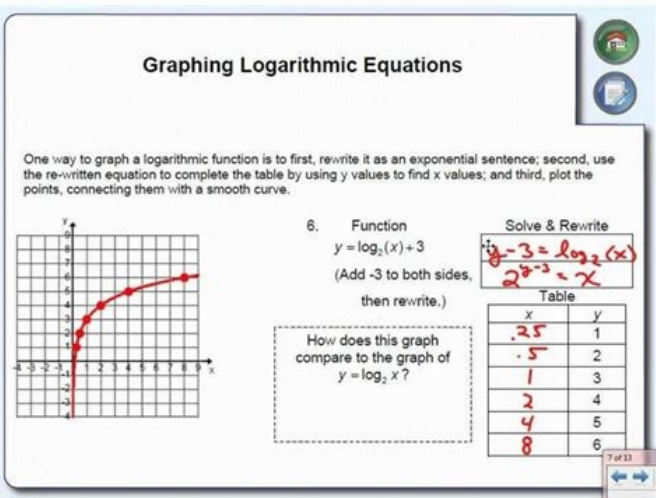 Graphing Logarithmic Equations
One way to graph a logarithmic function is to first, rewrite it as an exponential sentence; second, use
the re-written equation to complete the table by using y values to find x values; and third, plot the
points, connecting them with a smooth curve.
y
9
8
7
6
5
4
3
2
1
-4 -3 -2 -1 1 2 3 4 5 6 7 8 9 x
-1
-2
-3
-4
6. Function
y = log₂(x) + 3
(Add -3 to both sides,
then rewrite.)
How does this graph
compare to the graph of
y = log₂ x?
Solve & Rewrite
y-3 = log₂(x)
2^(y-3) = x
Table
x y
.25 1
.5 2
1 3
2 4
4 5
8 6
7 of 13